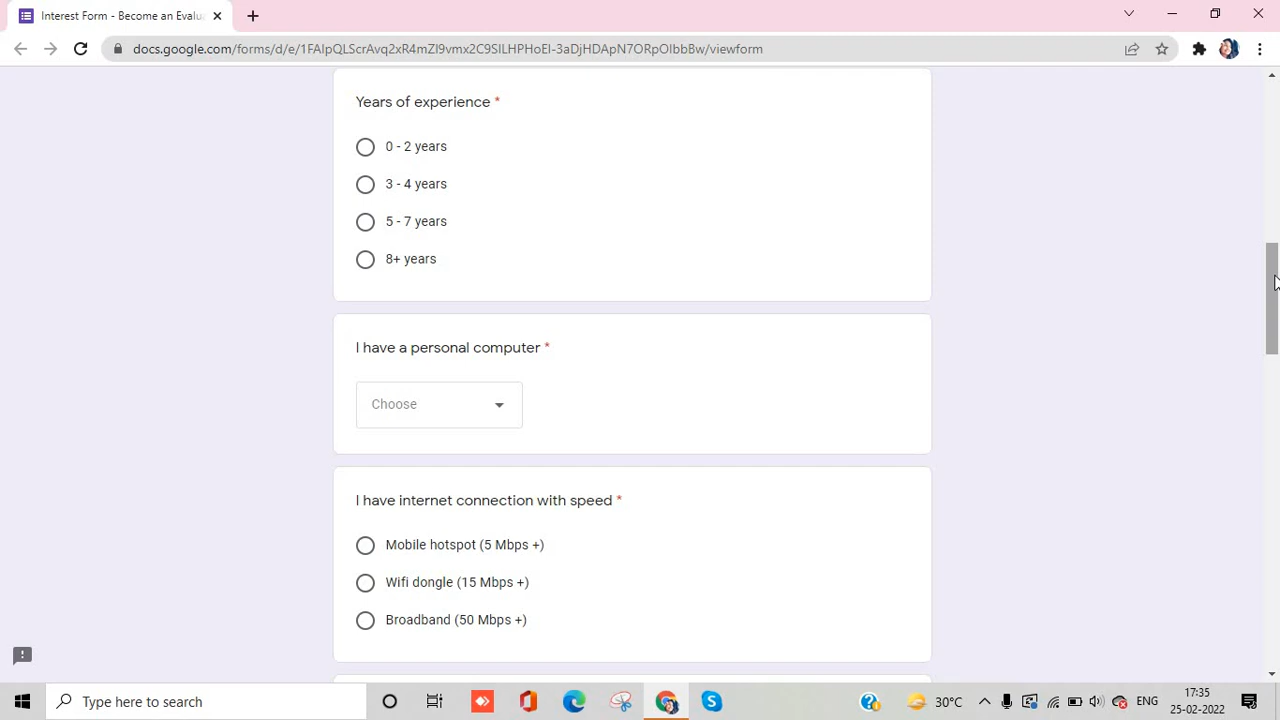 Interest Form - Become an Evalu
docs.google.com/forms/d/e/1FAIpQLScrAvq2xR4mZI9vmx2C9SILHPHoEI-3aDjHDApN7ORpOIbbBw/viewform
Years of experience *
0 - 2 years
3 - 4 years
5 - 7 years
8+ years
I have a personal computer *
Choose
I have internet connection with speed *
Mobile hotspot (5 Mbps +)
Wifi dongle (15 Mbps +)
Broadband (50 Mbps +)
Type here to search
30°C
ENG
17:35
25-02-2022